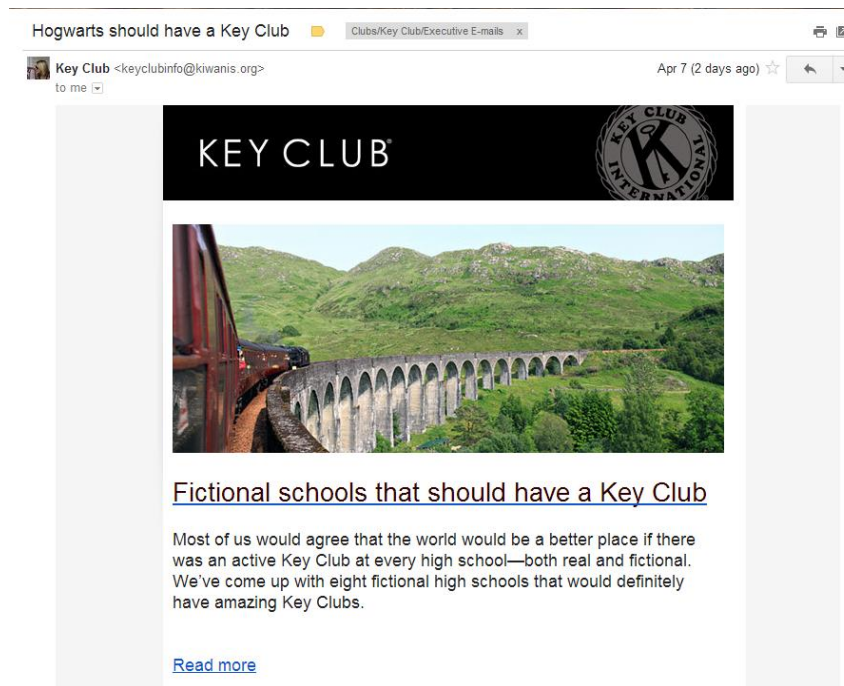 Hogwarts should have a Key Club
Clubs/Key Club/Executive E-mails x
Key Club <keyclubinfo@kiwanis.org>
Apr 7 (2 days ago)
to me
KEY CLUB®
KEY CLUB
INTERNATIONAL
K
Fictional schools that should have a Key Club
Most of us would agree that the world would be a better place if there
was an active Key Club at every high school—both real and fictional.
We've come up with eight fictional high schools that would definitely
have amazing Key Clubs.
Read more